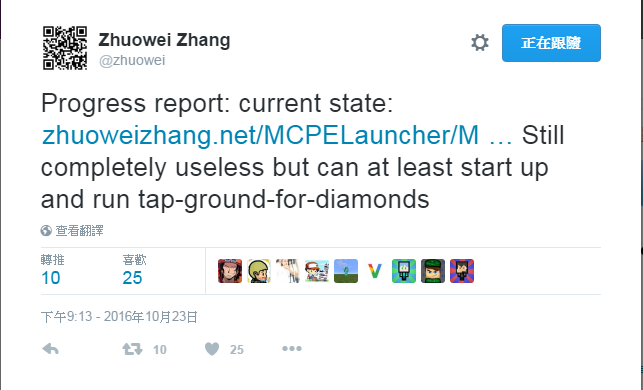 Zhuowei Zhang
@zhuowei
正在跟隨
Progress report: current state:
zhuoweizhang.net/MCPELauncher/M … Still
completely useless but can at least start up
and run tap-ground-for-diamonds
查看翻譯
轉推 喜歡
10 25
下午9:13 - 2016年10月23日
10 25 •••